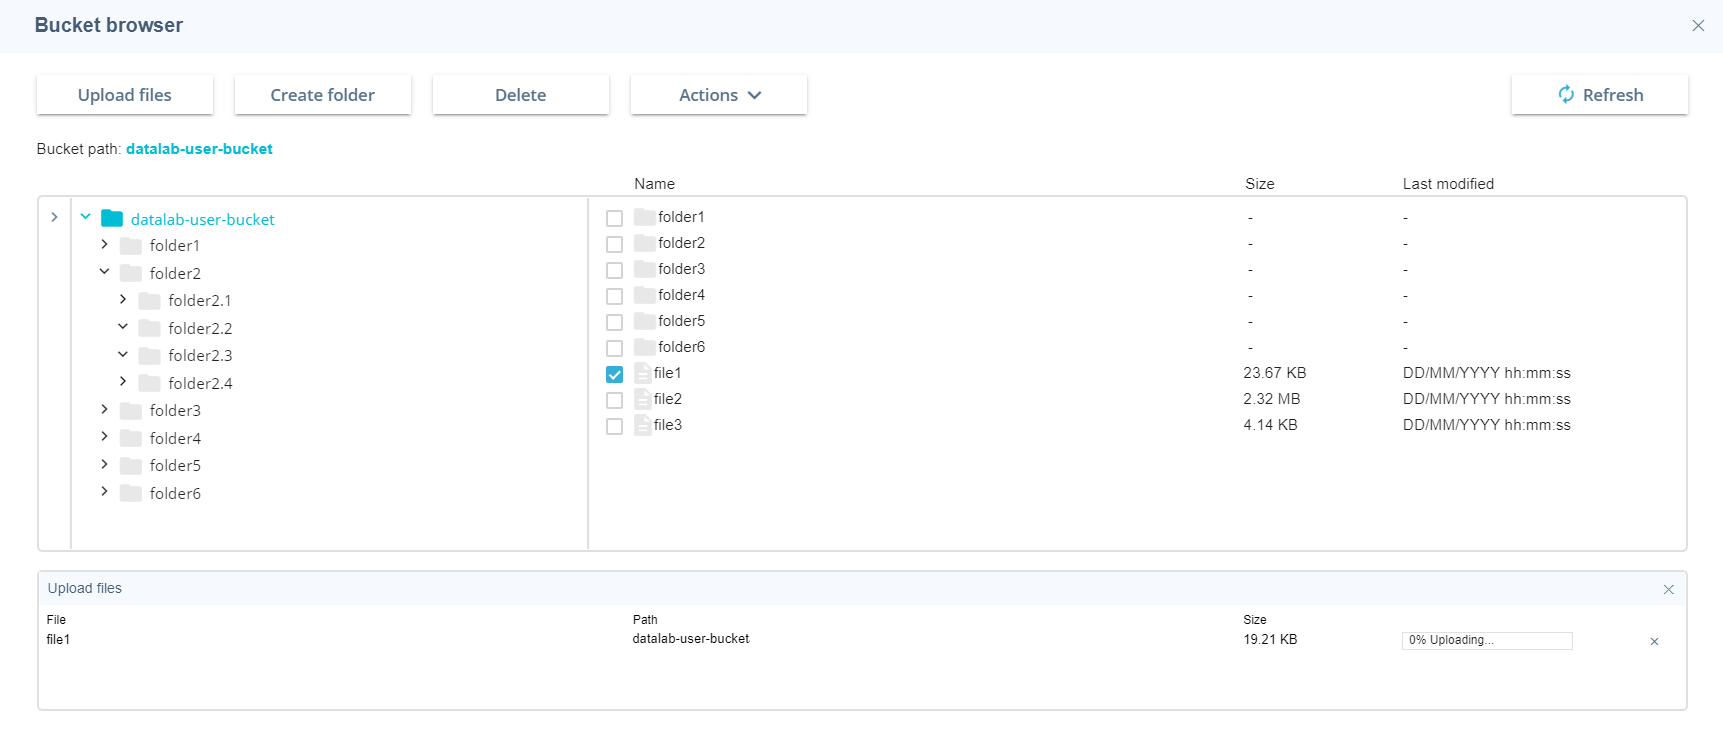 Bucket browser
Upload files
Create folder
Delete
Actions
Refresh
Bucket path: datalab-user-bucket
Name Size Last modified
datalab-user-bucket
folder1
folder2
folder2.1
folder2.2
folder2.3
folder2.4
folder3
folder4
folder5
folder6
folder1 - -
folder2 - -
folder3 - -
folder4 - -
folder5 - -
folder6 - -
file1 23.67 KB DD/MM/YYYY hh:mm:ss
file2 2.32 MB DD/MM/YYYY hh:mm:ss
file3 4.14 KB DD/MM/YYYY hh:mm:ss
Upload files
File Path Size
file1 datalab-user-bucket 19.21 KB 0% Uploading...